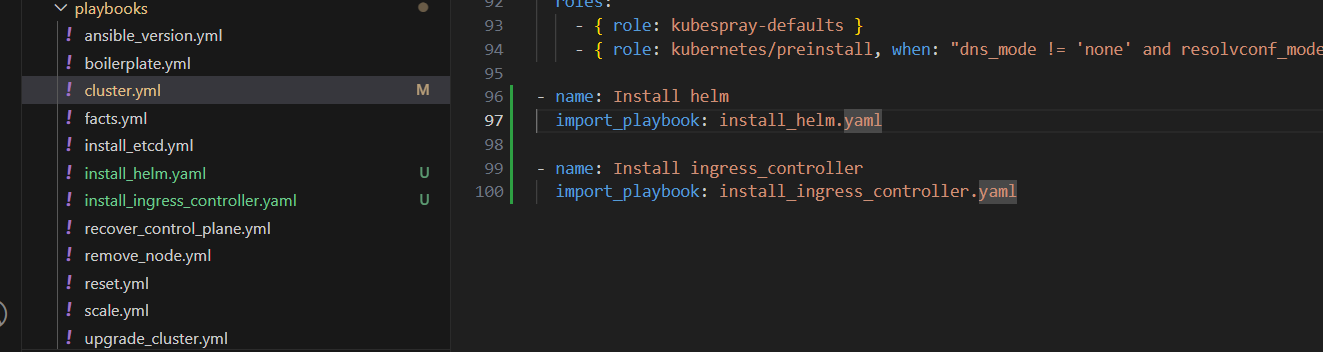 playbooks
! ansible_version.yml
! boilerplate.yml
! cluster.yml M
! facts.yml
! install_etcd.yml
! install_helm.yaml U
! install_ingress_controller.yaml U
! recover_control_plane.yml
! remove_node.yml
! reset.yml
! scale.yml
! upgrade_cluster.yml
92 roles:
93 - { role: kubespray-defaults }
94 - { role: kubernetes/preinstall, when: "dns_mode != 'none' and resolvconf_mode
95
96 - name: Install helm
97 import_playbook: install_helm.yaml
98
99 - name: Install ingress_controller
100 import_playbook: install_ingress_controller.yaml